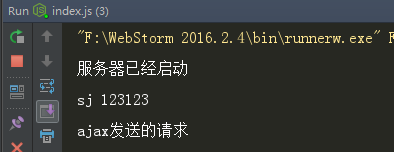 Run index.js (3)
"F:\WebStorm 2016.2.4\bin\runnerw.exe" F
服务器已经启动
sj 123123
ajax发送的请求